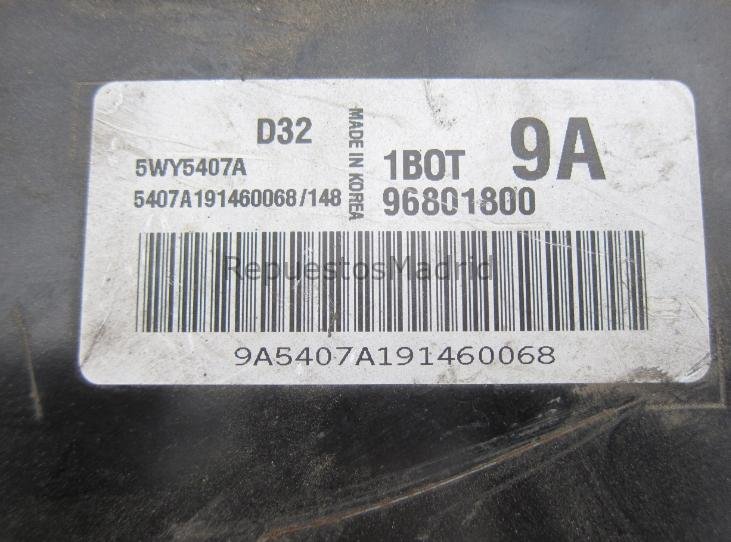 D32
5WY5407A
5407A191460068/148
MADE IN KOREA
1BOT 9A
96801800
RepuestosMadrid
9A5407A191460068